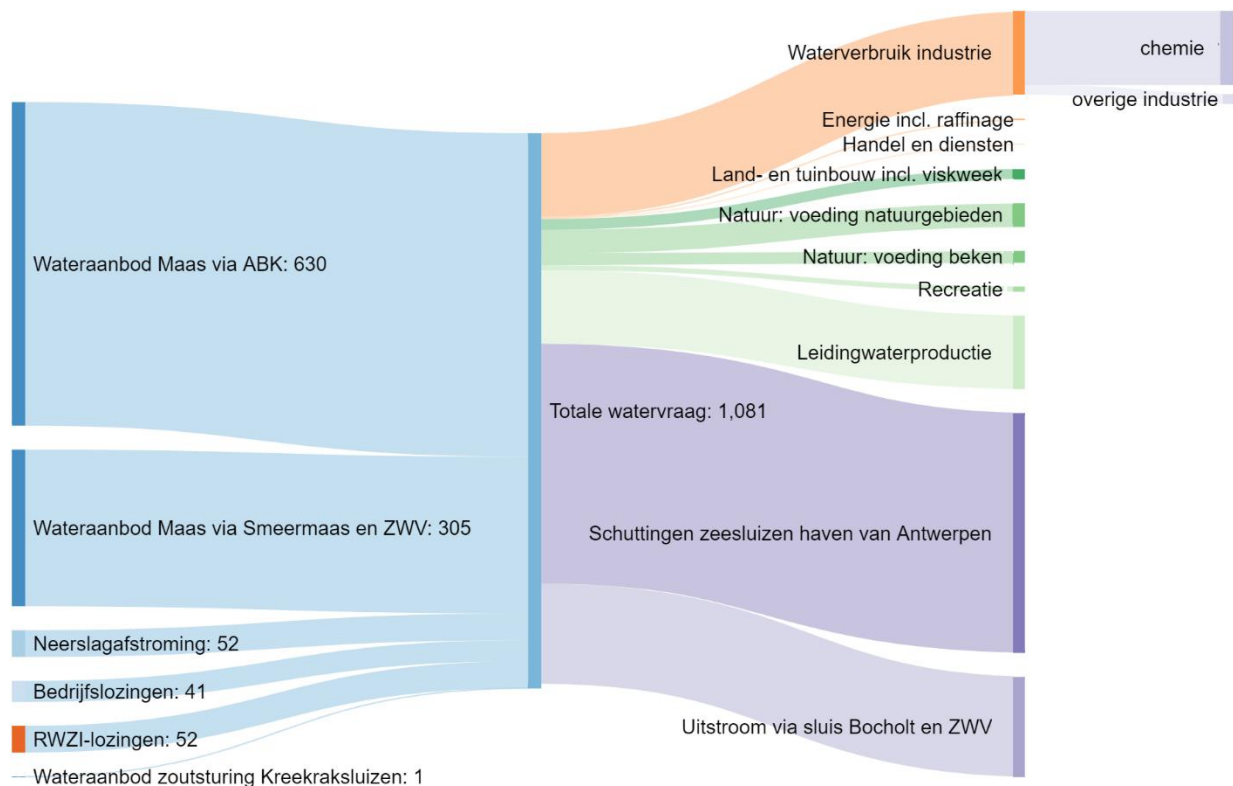 Wateraanbod Maas via ABK: 630
Wateraanbod Maas via Smeermaas en ZWV: 305
Neerslagafstroming: 52
Bedrijfslozingen: 41
RWZI-lozingen: 52
Wateraanbod zoutsturing Kreekraksluizen: 1
Totale watervraag: 1,081
Waterverbruik industrie
Energie incl. raffinage
Handel en diensten
Land- en tuinbouw incl. viskweek
Natuur: voeding natuurgebieden
Natuur: voeding beken
Recreatie
Leidingwaterproductie
Schuttingen zeesluizen haven van Antwerpen
Uitstroom via sluis Bocholt en ZWV
chemie
overige industrie